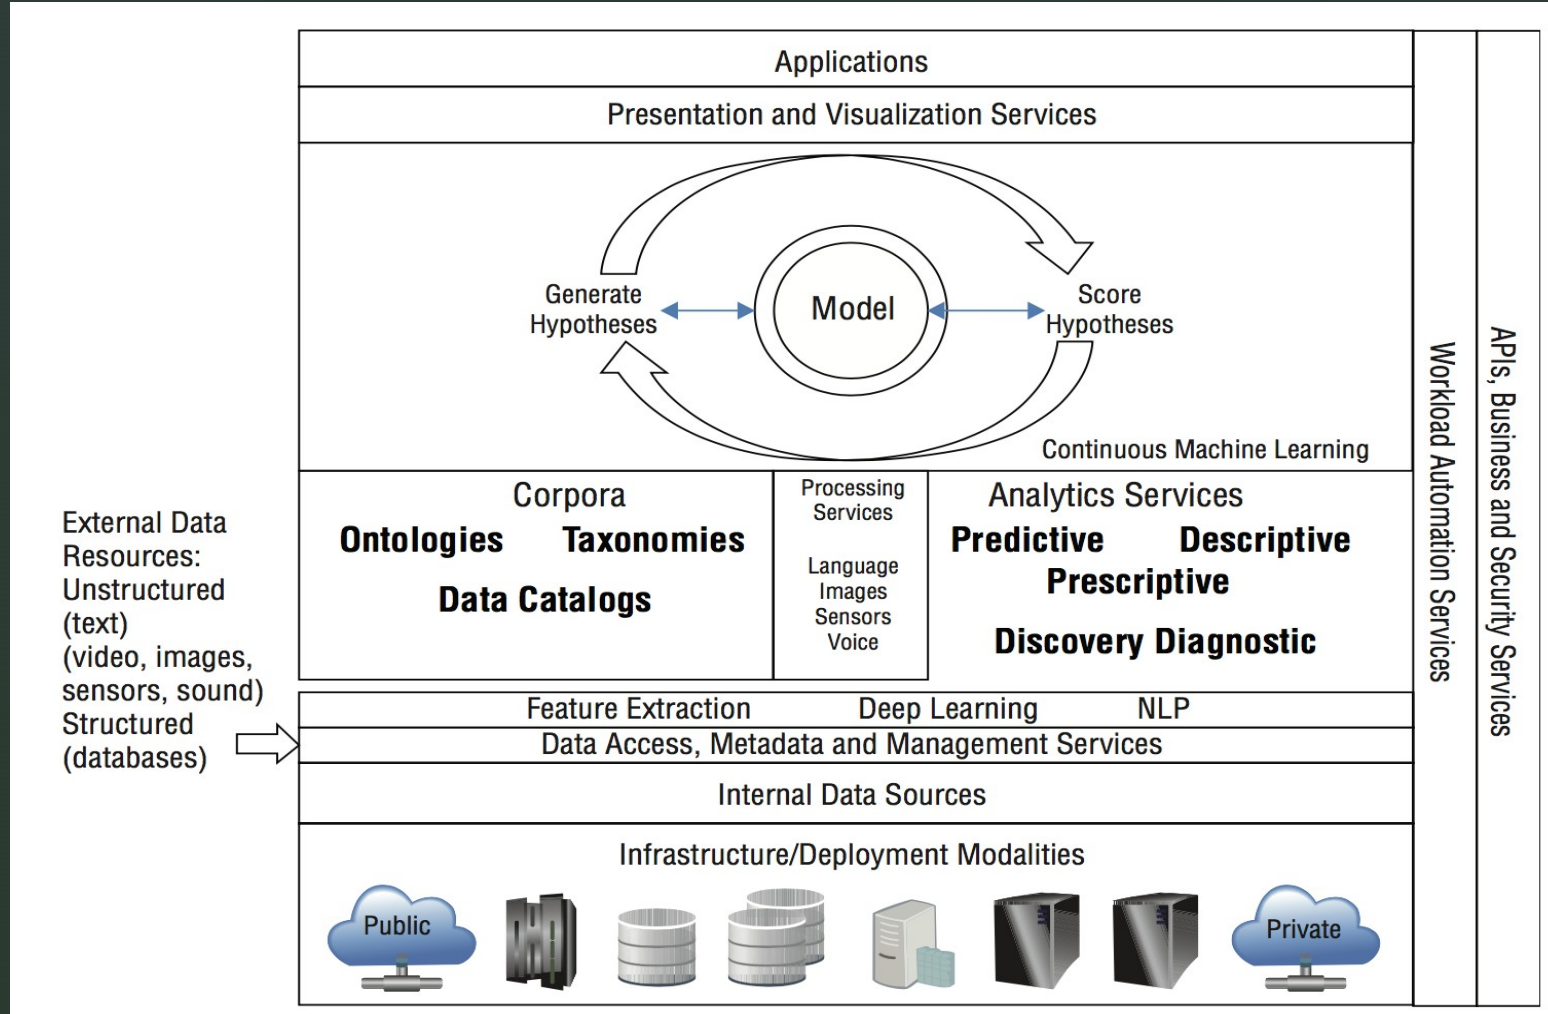 Applications
Presentation and Visualization Services
Generate
Hypotheses
Model
Score
Hypotheses
Continuous Machine Learning
Corpora
Ontologies Taxonomies
Data Catalogs
Processing
Services
Language
Images
Sensors
Voice
Analytics Services
Predictive Descriptive
Prescriptive
Discovery Diagnostic
External Data
Resources:
Unstructured
(text)
(video, images,
sensors, sound)
Structured
(databases)
Feature Extraction Deep Learning NLP
Data Access, Metadata and Management Services
Internal Data Sources
Infrastructure/Deployment Modalities
Public
Private
Workload Automation Services
APIs, Business and Security Services